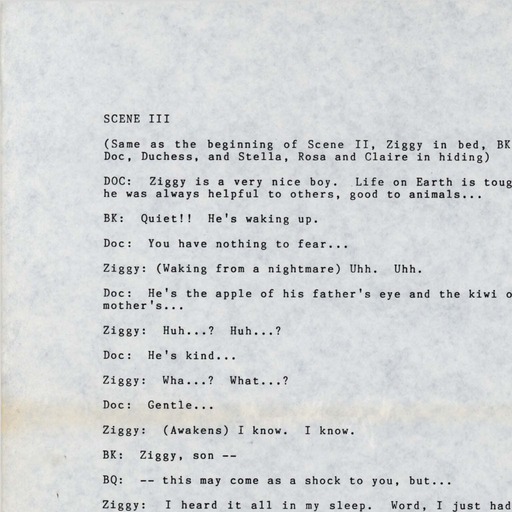 SCENE III
(Same as the beginning of Scene II, Ziggy in bed, BK
Doc, Duchess, and Stella, Rosa and Claire in hiding)
DOC:  Ziggy is a very nice boy.  Life on Earth is toug
he was always helpful to others, good to animals...
BK:  Quiet!!  He's waking up.
Doc:  You have nothing to fear...
Ziggy: (Waking from a nightmare) Uhh.  Uhh.
Doc:  He's the apple of his father's eye and the kiwi o
mother's...
Ziggy:  Huh...?  Huh...?
Doc:  He's kind...
Ziggy:  Wha...?  What...?
Doc:  Gentle...
Ziggy:  (Awakens) I know.  I know.
BK:  Ziggy, son --
BQ:  -- this may come as a shock to you, but...
Ziggy:  I heard it all in my sleep.  Word, I just had